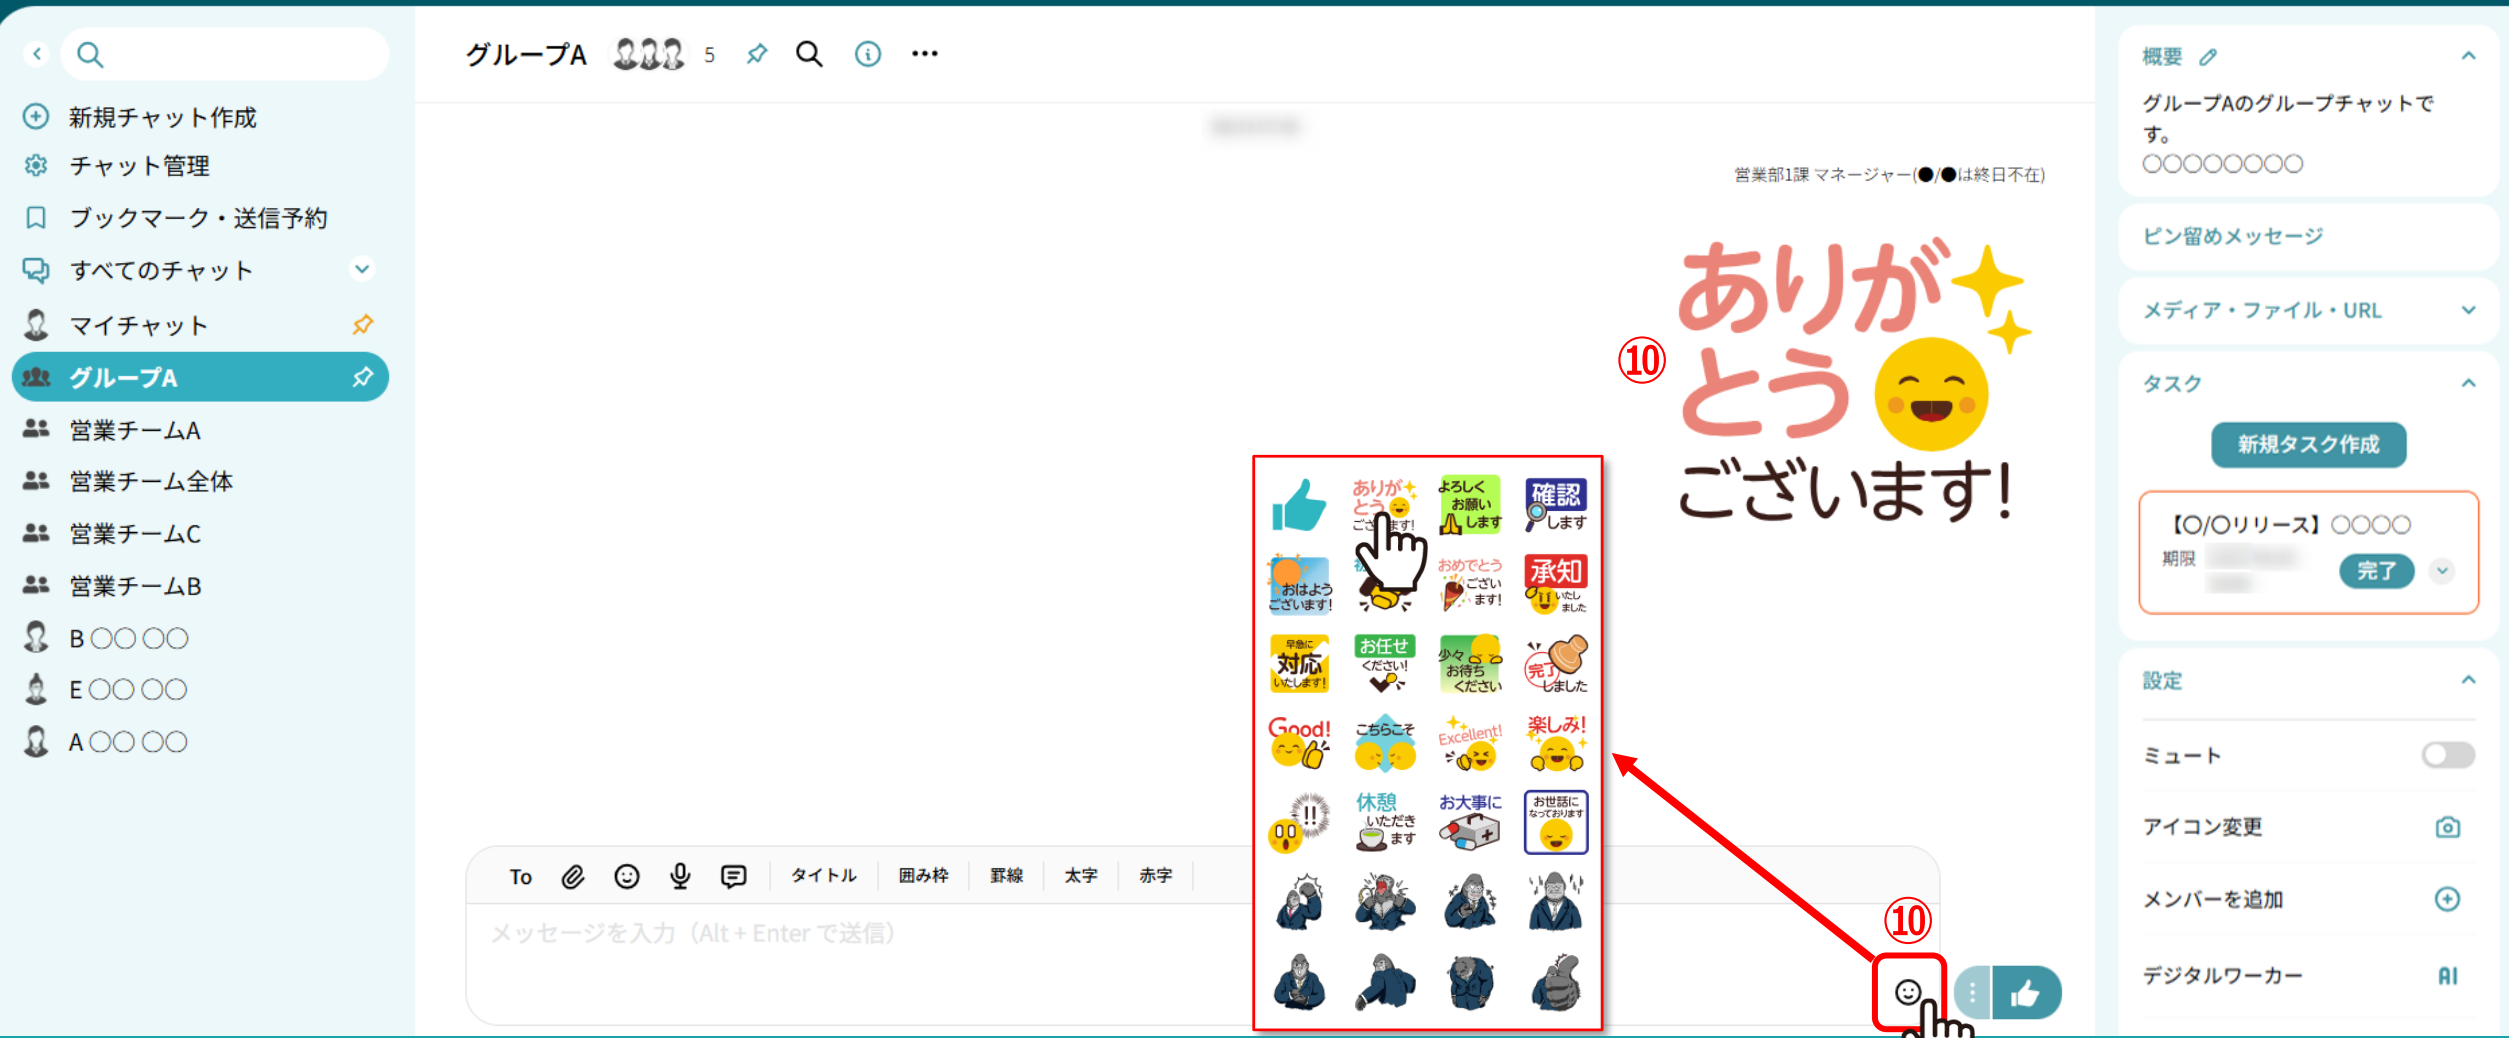 新規チャット作成
チャット管理
ブックマーク・送信予約
すべてのチャット
マイチャット
グループA
営業チームA
営業チーム全体
営業チームC
営業チームB
B 〇〇 〇〇
E 〇〇 〇〇
A 〇〇 〇〇
グループA 5
営業部1課 マネージャー(●/●は終日不在)
⑩
ありが
とう
ございます!
ありが
とう
ございます!
よろしく
お願い
します
確認
します
おはよう
ございます!
おめでとう
ござい
ます!
承知
いたし
ました
早急に
対応
いたします!
お任せ
ください!
少々
お待ち
ください
完了
しました
Good!
こちらこそ
Excellent!
楽しみ!
!!
休憩
いただき
ます
お大事に
お世話に
なっております
To タイトル 囲み枠 罫線 太字 赤字
メッセージを入力（Alt + Enter で送信）
⑩
概要
グループAのグループチャットで
す。
〇〇〇〇〇〇〇〇
ピン留めメッセージ
メディア・ファイル・URL
タスク
新規タスク作成
【〇/〇リリース】〇〇〇〇
期限
完了
設定
ミュート
アイコン変更
メンバーを追加
デジタルワーカー AI